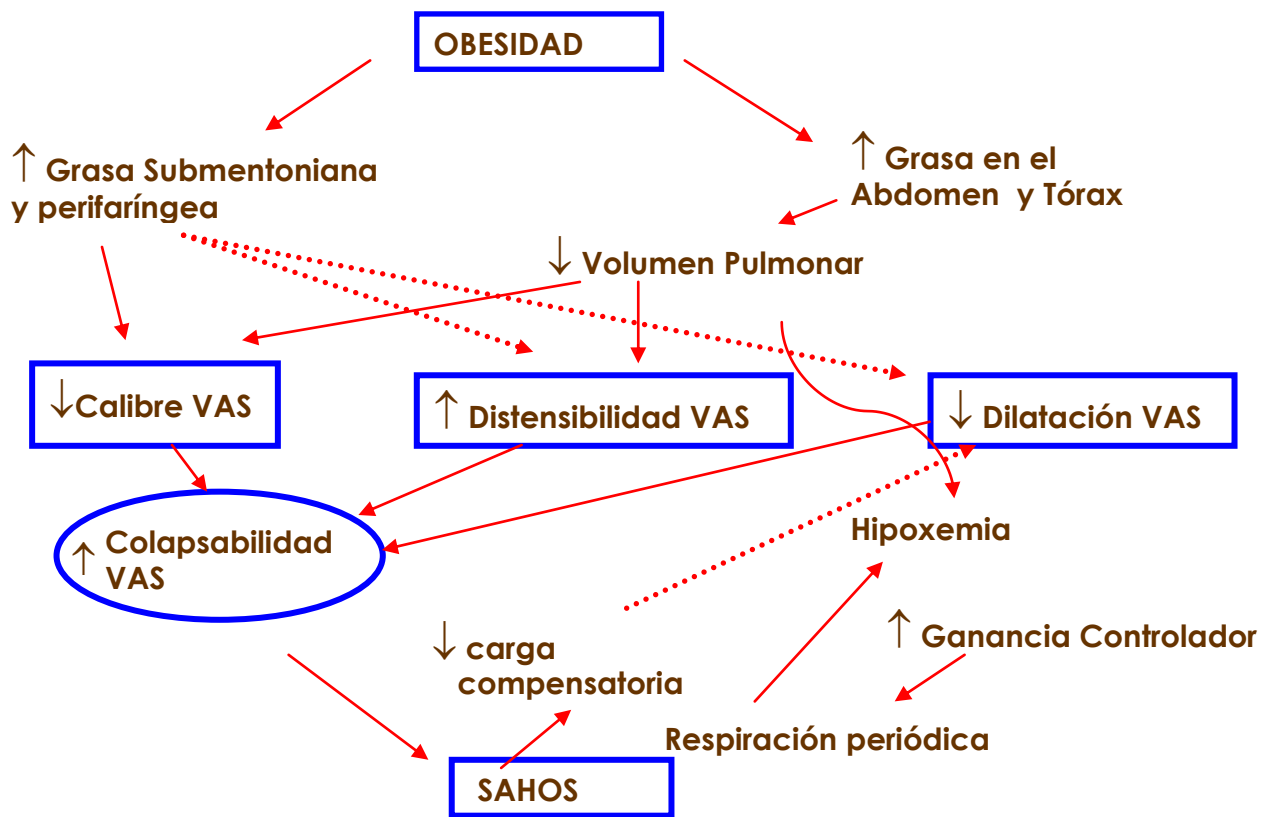 OBESIDAD
↑ Grasa Submentoniana
y perifaríngea
↑ Grasa en el
Abdomen y Tórax
↓ Volumen Pulmonar
↓Calibre VAS
↑ Distensibilidad VAS
↓ Dilatación VAS
↑ Colapsabilidad
VAS
Hipoxemia
↓ carga
compensatoria
↑ Ganancia Controlador
Respiración periódica
SAHOS